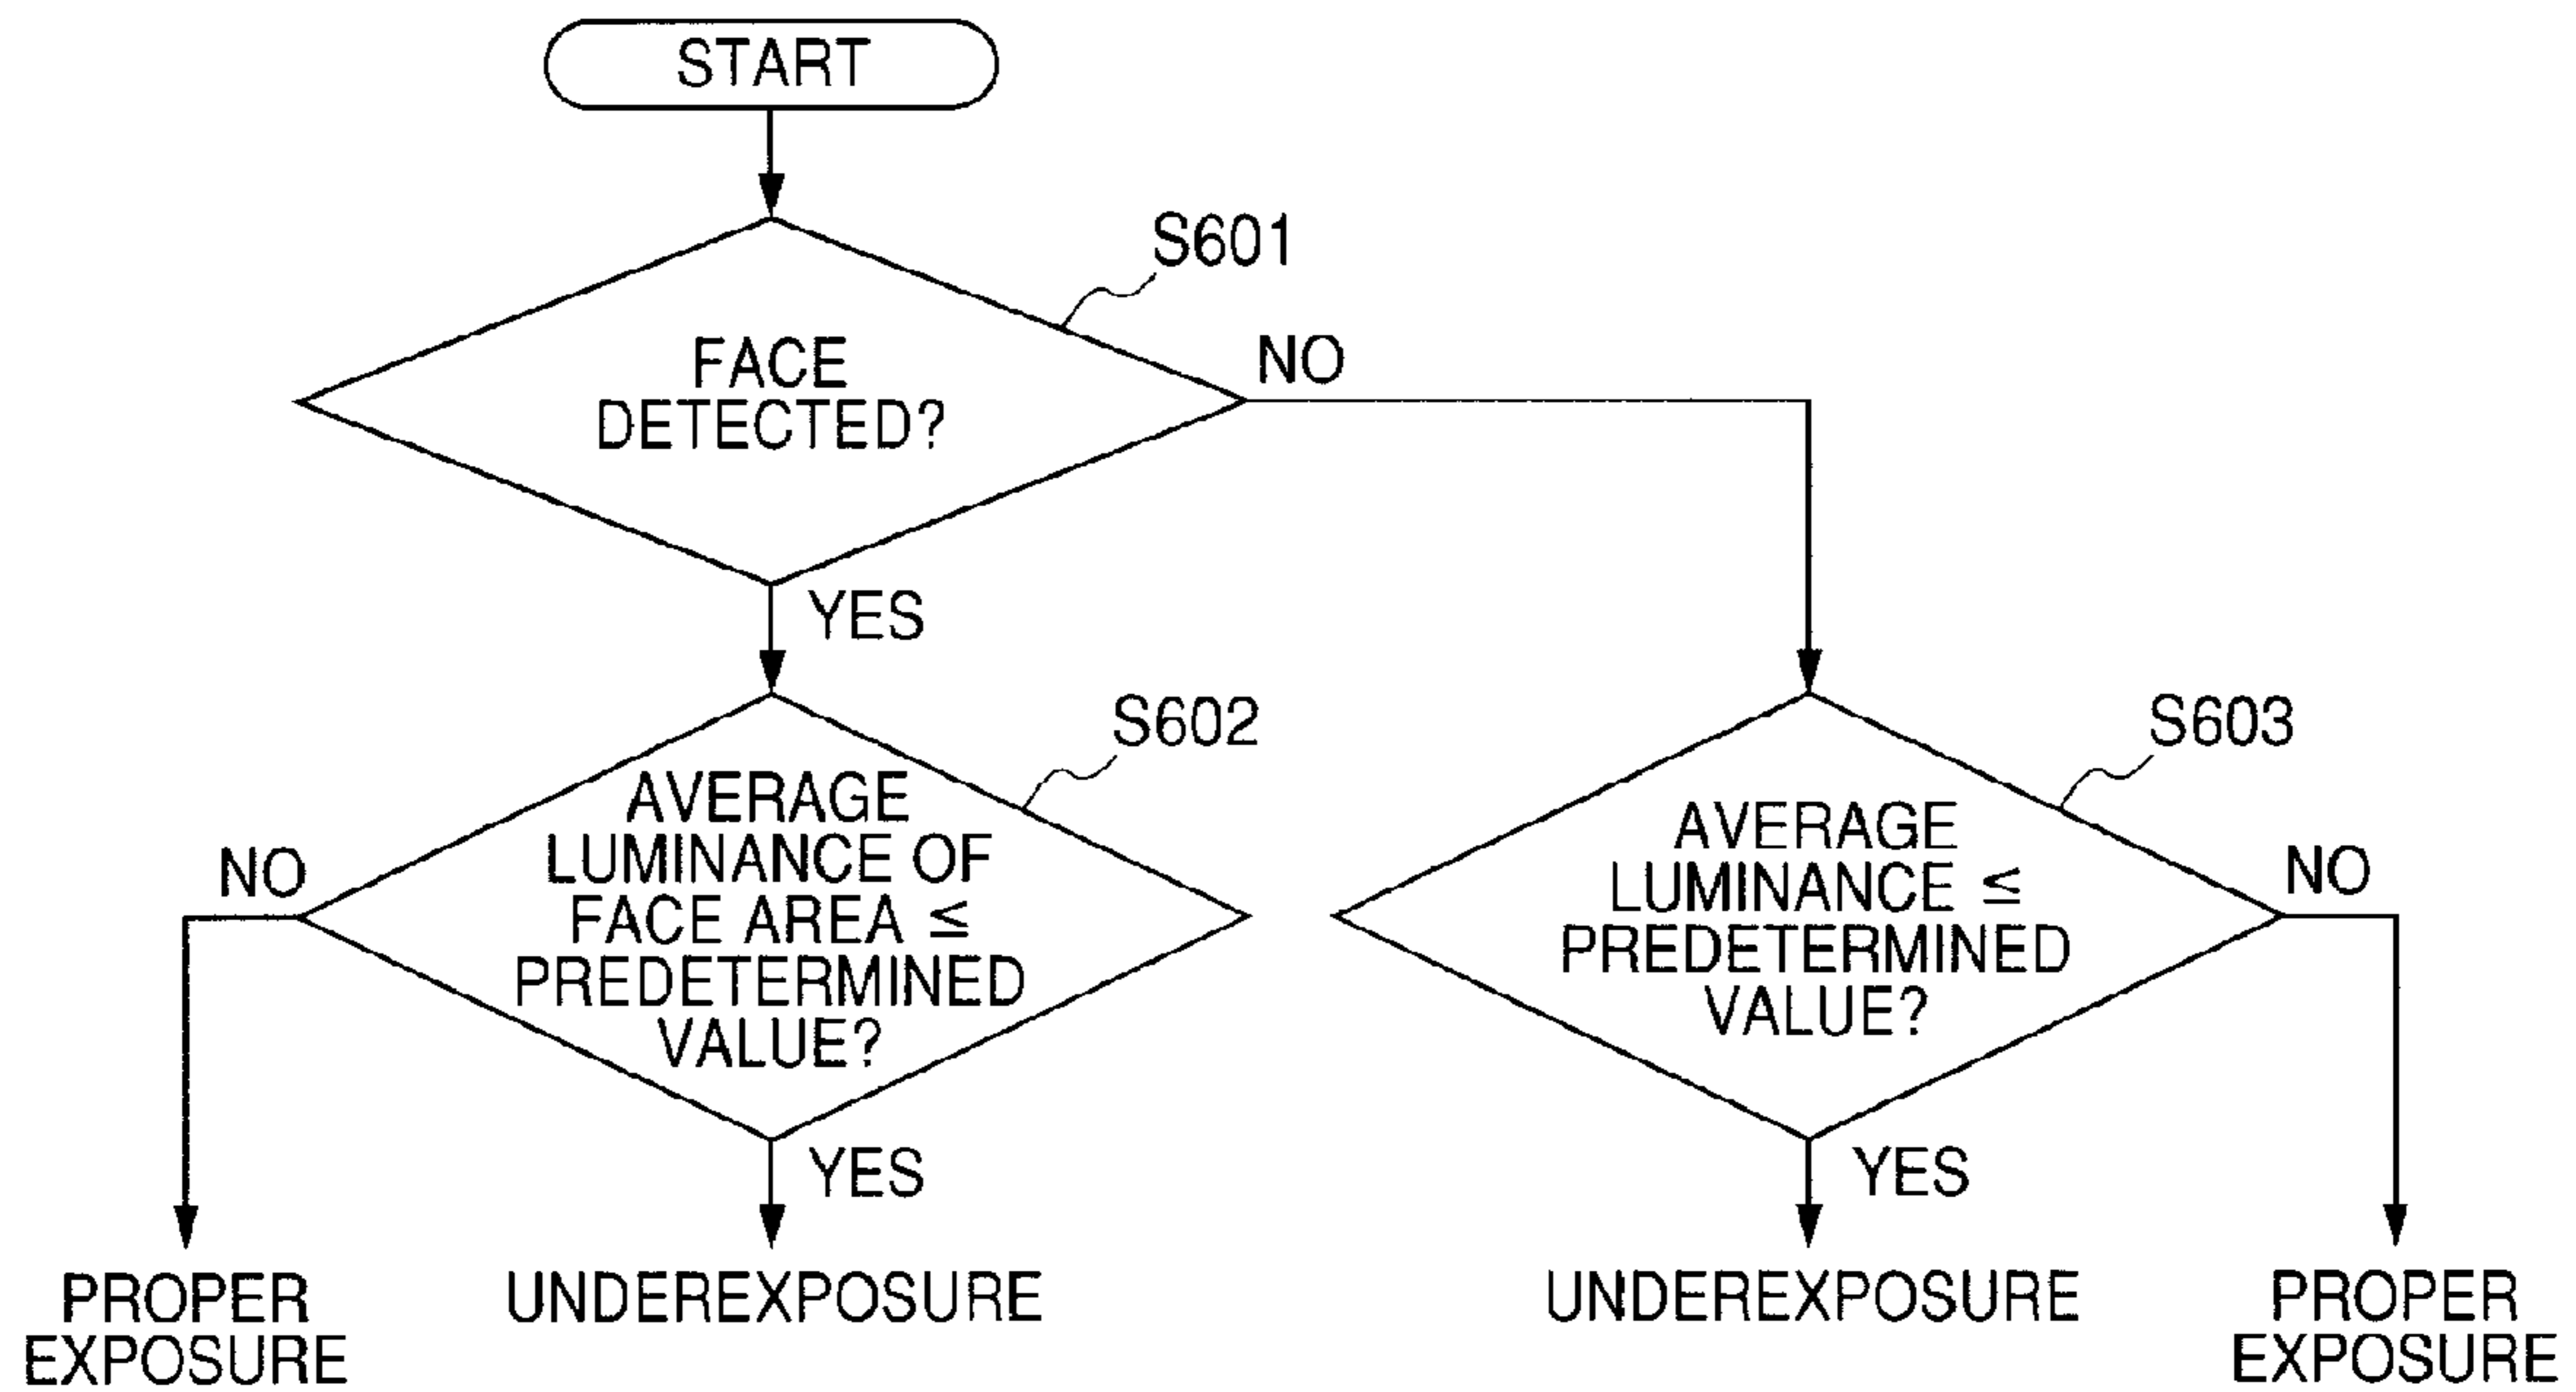 START
S601
FACE
DETECTED?
NO
YES
S602
AVERAGE
LUMINANCE OF
FACE AREA ≤
PREDETERMINED
VALUE?
NO
YES
PROPER
EXPOSURE
UNDEREXPOSURE
S603
AVERAGE
LUMINANCE ≤
PREDETERMINED
VALUE?
NO
YES
UNDEREXPOSURE
PROPER
EXPOSURE